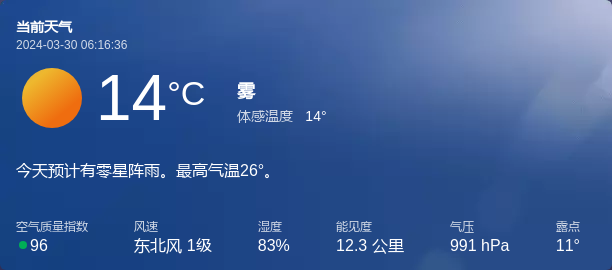 当前天气
2024-03-30 06:16:36
14°C
雾
体感温度 14°
今天预计有零星阵雨。最高气温26°。
空气质量指数 风速 湿度 能见度 气压 露点
96 东北风 1级 83% 12.3 公里 991 hPa 11°